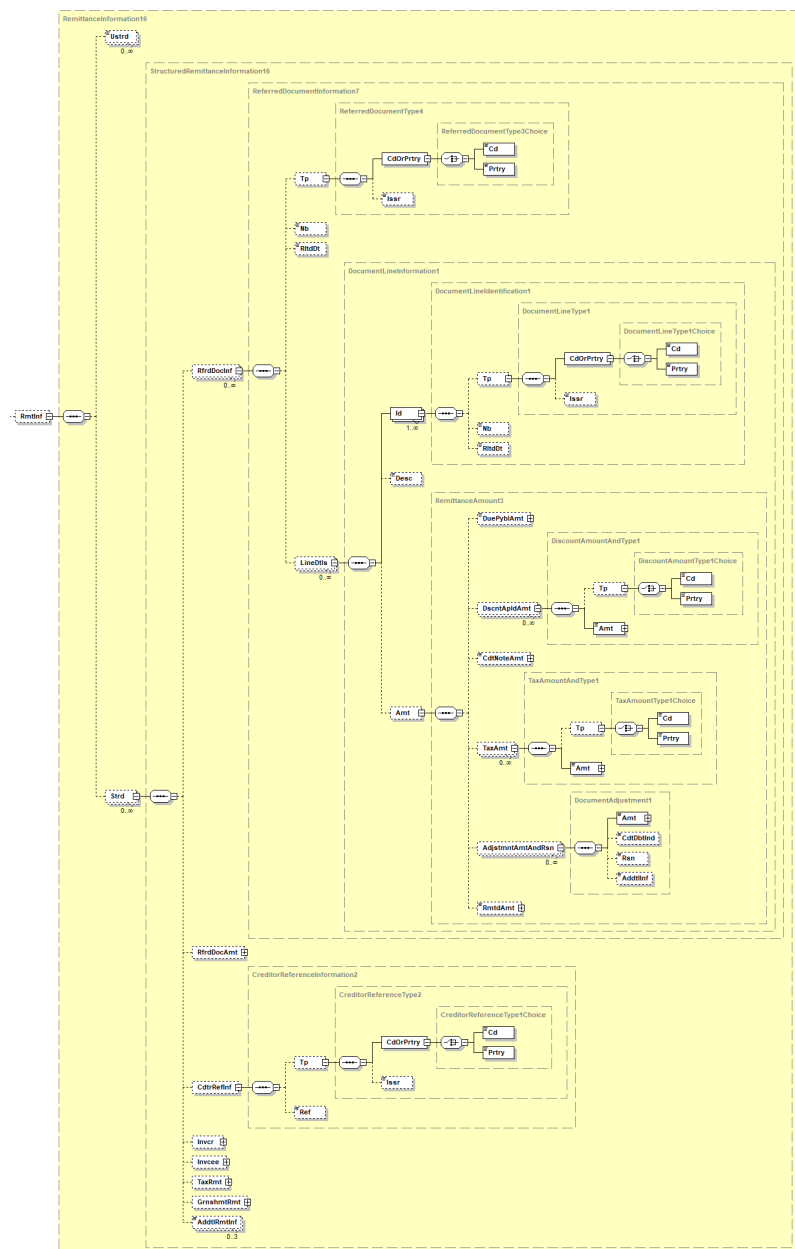 RemittanceInformation16
Ustrd
0..∞
StructuredRemittanceInformation16
ReferredDocumentInformation7
ReferredDocumentType4
ReferredDocumentType3Choice
Cd
CdOrPrtry
Prtry
Tp
Issr
Nb
RltdDt
DocumentLineInformation1
DocumentLineIdentification1
DocumentLineType1
DocumentLineType1Choice
Cd
CdOrPrtry
Prtry
RfrdDocInf
0..∞
Tp
Issr
RmtInf
Id
1..∞
Nb
RltdDt
Desc
RemittanceAmount3
DuePyblAmt
DiscountAmountAndType1
DiscountAmountType1Choice
LineDtls
0..∞
Cd
Tp
Prtry
DscntApldAmt
0..∞
Amt
CdtNoteAmt
TaxAmountAndType1
TaxAmountType1Choice
Amt
Cd
Tp
Prtry
TaxAmt
0..∞
Amt
Strd
0..∞
DocumentAdjustment1
Amt
CdtDbtInd
AdjstmntAmtAndRsn
0..∞
Rsn
AddtlInf
RmtdAmt
RfrdDocAmt
CreditorReferenceInformation2
CreditorReferenceType2
CreditorReferenceType1Choice
Cd
CdOrPrtry
Prtry
Tp
Issr
CdtrRefInf
Ref
Invcr
Invcee
TaxRmt
GrnshmtRmt
AddtlRmtInf
0..3